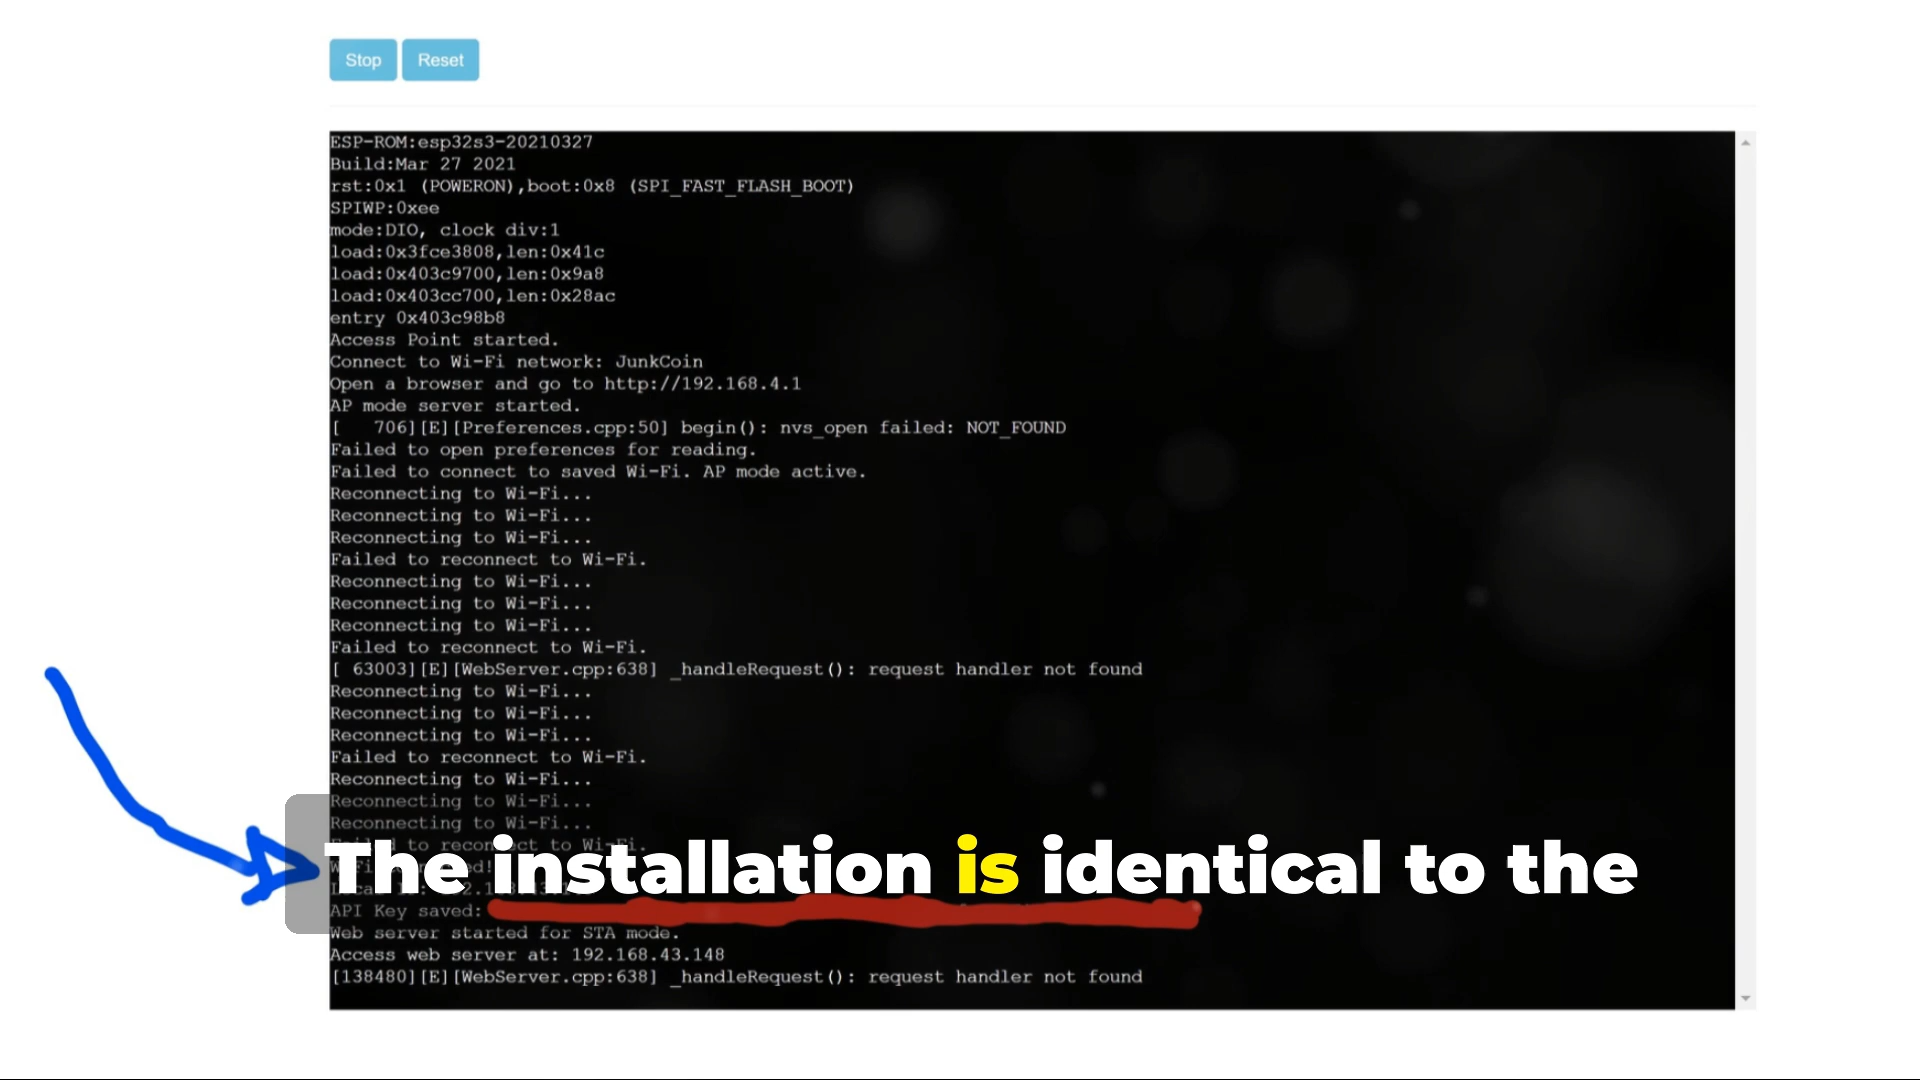 Stop Reset
ESP-ROM:esp32s3-20210327
Build:Mar 27 2021
rst:0x1 (POWERON),boot:0x8 (SPI_FAST_FLASH_BOOT)
SPIWP:0xee
mode:DIO, clock div:1
load:0x3fce3808,len:0x41c
load:0x403c9700,len:0x9a8
load:0x403cc700,len:0x28ac
entry 0x403c98b8
Access Point started.
Connect to Wi-Fi network: JunkCoin
Open a browser and go to http://192.168.4.1
AP mode server started.
[   706][E][Preferences.cpp:50] begin(): nvs_open failed: NOT_FOUND
Failed to open preferences for reading.
Failed to connect to saved Wi-Fi. AP mode active.
Reconnecting to Wi-Fi...
Reconnecting to Wi-Fi...
Reconnecting to Wi-Fi...
Failed to reconnect to Wi-Fi.
Reconnecting to Wi-Fi...
Reconnecting to Wi-Fi...
Reconnecting to Wi-Fi...
Failed to reconnect to Wi-Fi.
[ 63003][E][WebServer.cpp:638] _handleRequest(): request handler not found
Reconnecting to Wi-Fi...
Reconnecting to Wi-Fi...
Reconnecting to Wi-Fi...
Failed to reconnect to Wi-Fi.
Reconnecting to Wi-Fi...
Reconnecting to Wi-Fi...
Reconnecting to Wi-Fi...
Failed to reconnect to Wi-Fi.
The installation is identical to the
API Key saved:
Web server started for STA mode.
Access web server at: 192.168.43.148
[138480][E][WebServer.cpp:638] _handleRequest(): request handler not found